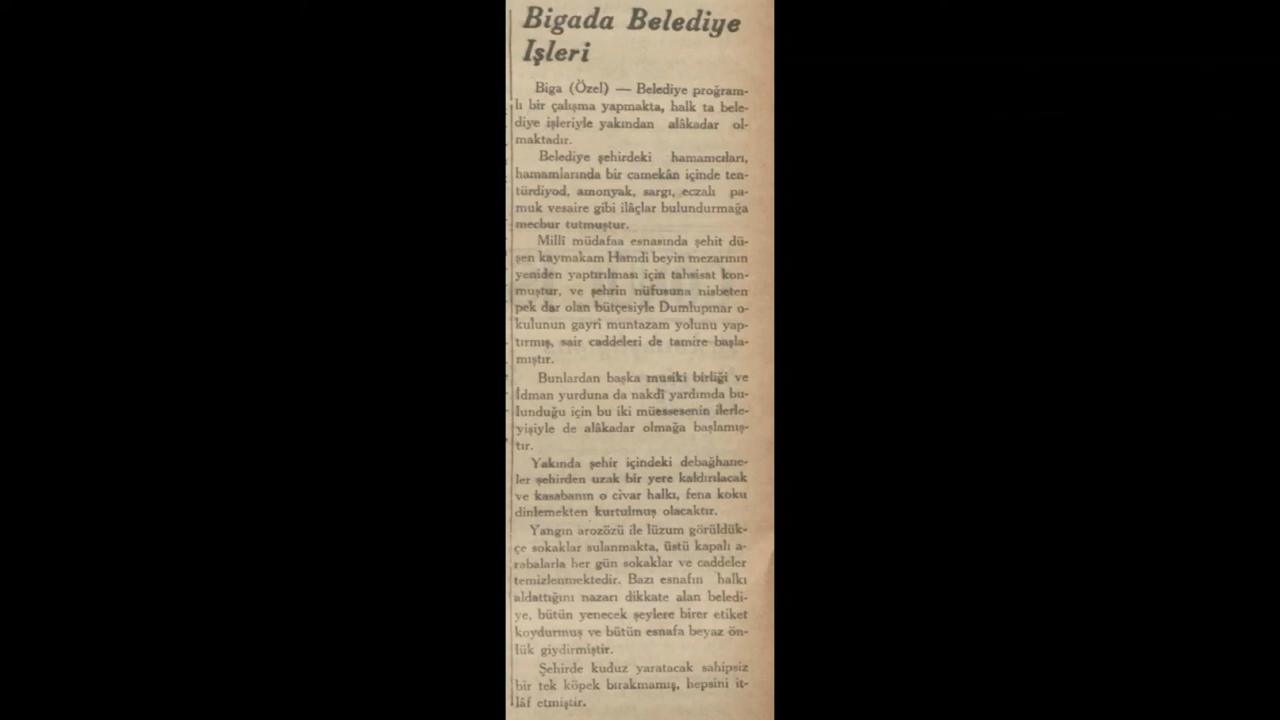 Bigada Belediye
Işleri
Biga (Özel) — Belediye proğram-
lı bir çalışma yapmakta, halk ta bele-
diye işleriyle yakından alâkadar ol-
maktadır.
Belediye şehirdeki hamamcıları,
hamamlarında bir camekân içinde ten-
türdiyod, amonyak, sargı, eczalı pa-
muk vesaire gibi ilâçlar bulundurmağa
mecbur tutmuştur.
Millî müdafaa esnasında şehit dü-
şen kaymakam Hamdi beyin mezarının
yeniden yaptırılması için tahsisat kon-
muştur, ve şehrin nüfusuna nisbeten
pek dar olan bütçesiyle Dumlupınar o-
kulunun gayri muntazam yolunu yap-
tırmış, sair caddeleri de tamire başla-
mıştır.
Bunlardan başka musiki birliği ve
İdman yurduna da nakdî yardımda bu-
lunduğu için bu iki müessesenin ilerle-
yişiyle de alâkadar olmağa başlamış-
tır.
Yakında şehir içindeki debağhane-
ler şehirden uzak bir yere kaldırılacak
ve kasabanın o civar halkı, fena koku
dinlemekten kurtulmuş olacaktır.
Yangın arozözü ile lüzum görüldük-
çe sokaklar sulanmakta, üstü kapalı a-
rabalarla her gün sokaklar ve caddeler
temizlenmektedir. Bazı esnafın halkı
aldattığını nazarı dikkate alan beledi-
ye, bütün yenecek şeylere birer etiket
koydurmuş ve bütün esnafa beyaz ön-
lük giydirmiştir.
Şehirde kuduz yaratacak sahipsiz
bir tek köpek bırakmamış, hepsini it-
lâf etmiştir.